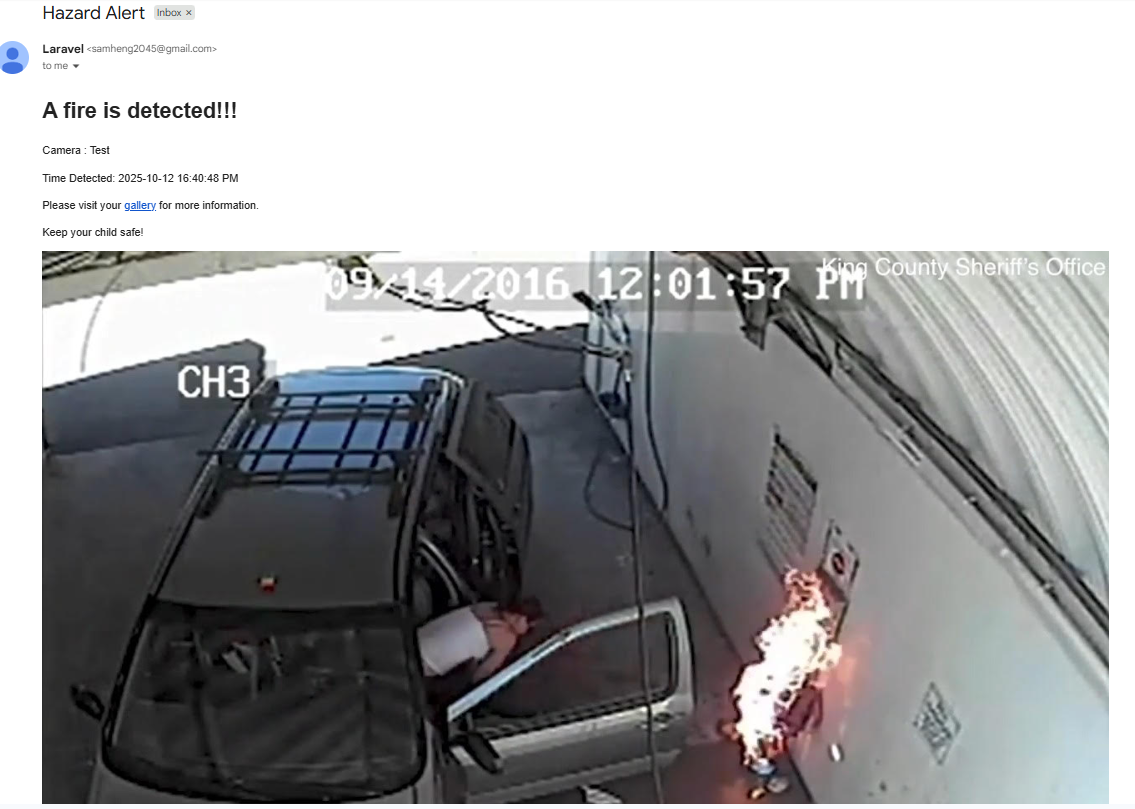 Hazard Alert Inbox ×
Laravel <samheng2045@gmail.com>
to me
A fire is detected!!!
Camera : Test
Time Detected: 2025-10-12 16:40:48 PM
Please visit your gallery for more information.
Keep your child safe!
King County Sheriff's Office
09/14/2016 12:01:57 PM
CH3